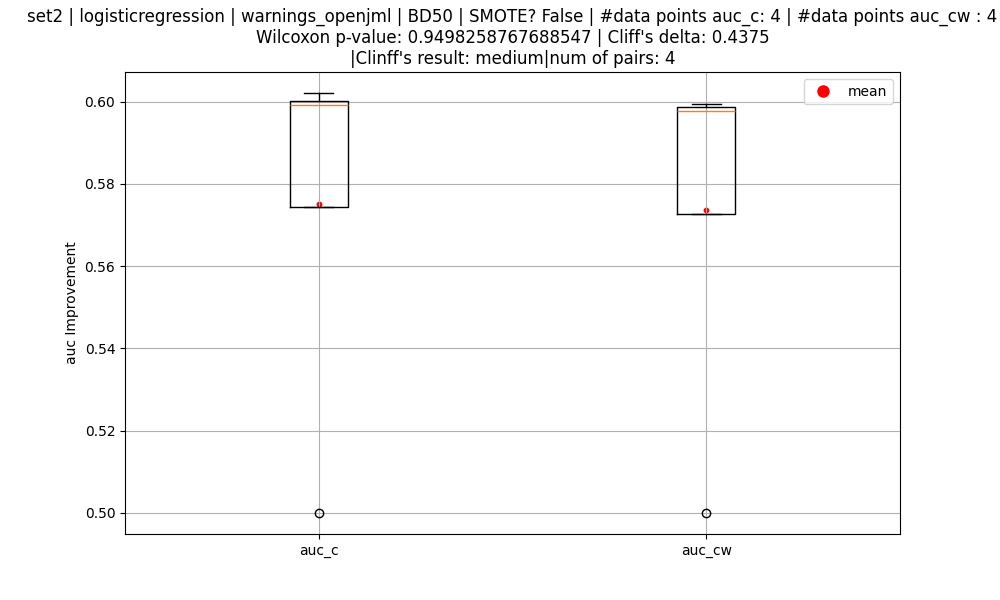 set2 | logisticregression | warnings_openjml | BD50 | SMOTE? False | #data points auc_c: 4 | #data points auc_cw : 4
Wilcoxon p-value: 0.9498258767688547 | Cliff's delta: 0.4375
|Clinff's result: medium|num of pairs: 4
mean
0.60
0.58
0.56
0.54
0.52
0.50
auc Improvement
auc_c
auc_cw